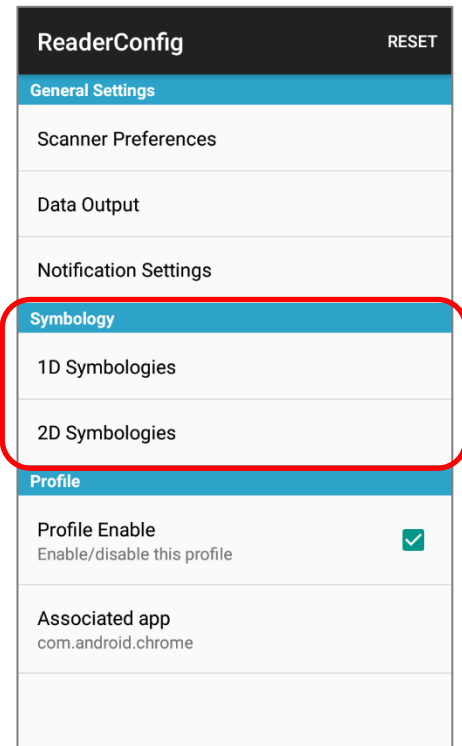 ReaderConfig RESET
General Settings
Scanner Preferences
Data Output
Notification Settings
Symbology
1D Symbologies
2D Symbologies
Profile
Profile Enable
Enable/disable this profile
Associated app
com.android.chrome